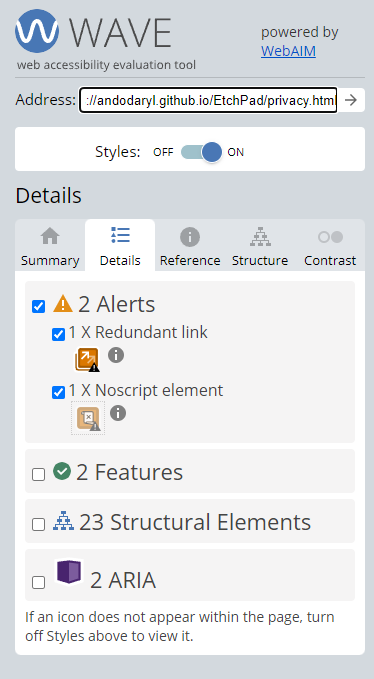 WAVE
web accessibility evaluation tool
powered by
WebAIM
Address: ://andodaryl.github.io/EtchPad/privacy.html
Styles: OFF ON
Details
Summary Details Reference Structure Contrast
2 Alerts
1 X Redundant link
1 X Noscript element
2 Features
23 Structural Elements
2 ARIA
If an icon does not appear within the page, turn
off Styles above to view it.